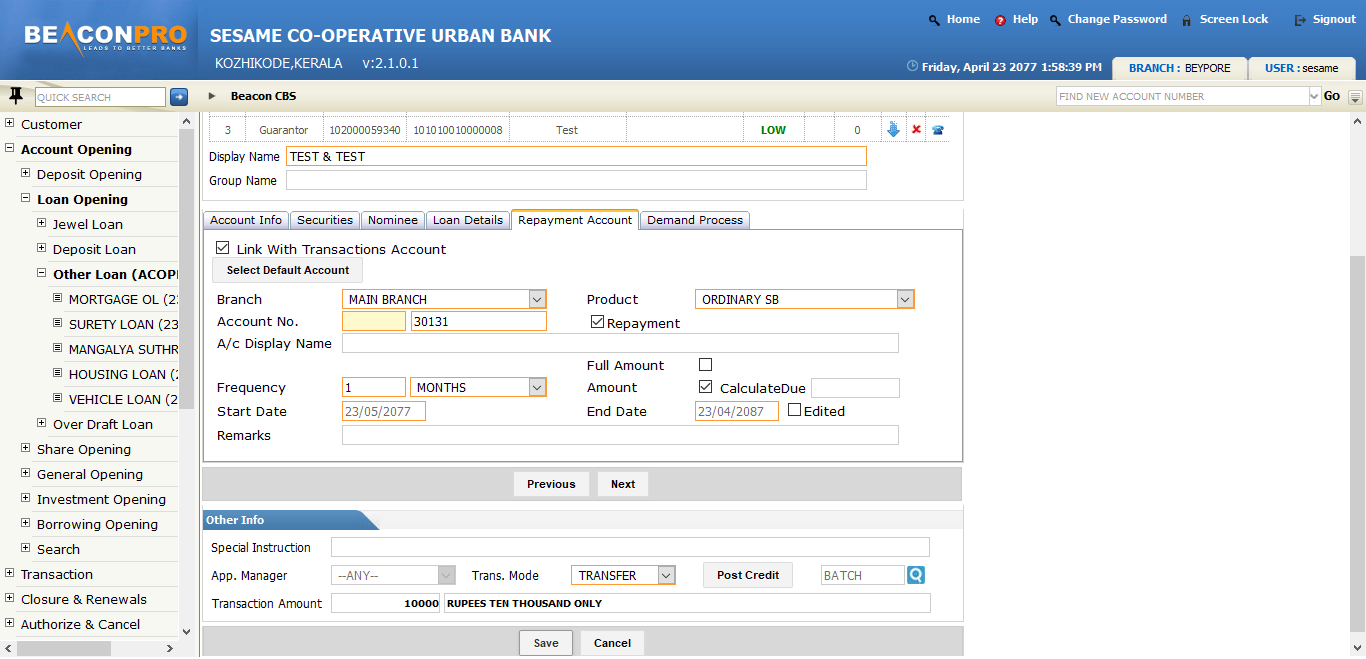 BEACONPRO
LEADS TO BETTER BANKS
SESAME CO-OPERATIVE URBAN BANK
KOZHIKODE,KERALA v:2.1.0.1
Home Help Change Password Screen Lock Signout
Friday, April 23 2077 1:58:39 PM BRANCH : BEYPORE USER : sesame
QUICK SEARCH Beacon CBS FIND NEW ACCOUNT NUMBER Go
Customer
Account Opening
Deposit Opening
Loan Opening
Jewel Loan
Deposit Loan
Other Loan (ACOP
MORTGAGE OL (2
SURETY LOAN (23
MANGALYA SUTHR
HOUSING LOAN (2
VEHICLE LOAN (2
Over Draft Loan
Share Opening
General Opening
Investment Opening
Borrowing Opening
Search
Transaction
Closure & Renewals
Authorize & Cancel
3 Guarantor 102000059340 101010010000008 Test LOW 0
Display Name TEST & TEST
Group Name
Account Info Securities Nominee Loan Details Repayment Account Demand Process
Link With Transactions Account
Select Default Account
Branch MAIN BRANCH Product ORDINARY SB
Account No. 30131 Repayment
A/c Display Name
Full Amount
Frequency 1 MONTHS Amount CalculateDue
Start Date 23/05/2077 End Date 23/04/2087 Edited
Remarks
Previous Next
Other Info
Special Instruction
App. Manager --ANY-- Trans. Mode TRANSFER Post Credit BATCH
Transaction Amount 10000 RUPEES TEN THOUSAND ONLY
Save Cancel